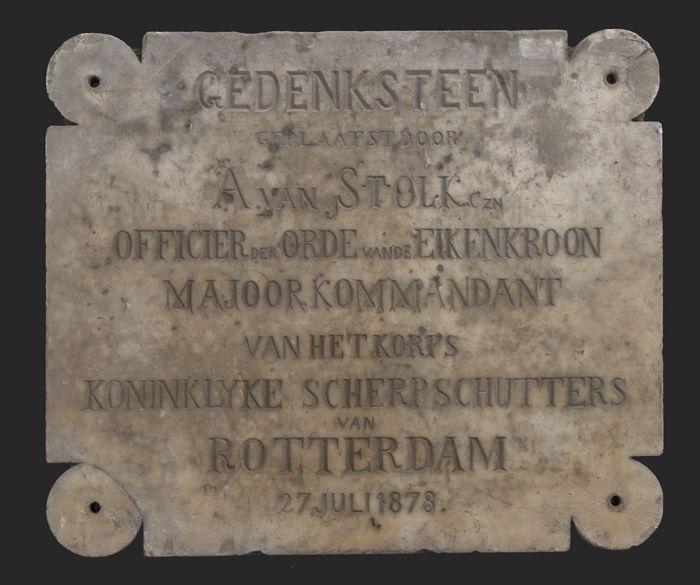 GEDENKSTEEN
GEPLAATST DOOR
A VAN STOLK CZN
OFFICIER DER ORDE VAN DE EIKENKROON
MAJOOR KOMMANDANT
VAN HET KORPS
KONINKLYKE SCHERPSCHUTTERS
VAN
ROTTERDAM
27 JULI 1878.